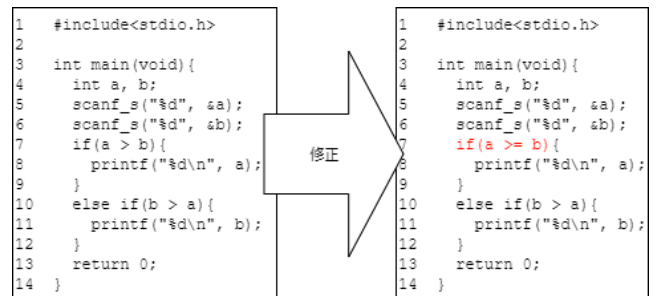 1 #include<stdio.h>
2
3 int main(void){
4 int a, b;
5 scanf_s("%d", &a);
6 scanf_s("%d", &b);
7 if(a > b){
8 printf("%d\n", a);
9 }
10 else if(b > a){
11 printf("%d\n", b);
12 }
13 return 0;
14 }
修正
1 #include<stdio.h>
2
3 int main(void){
4 int a, b;
5 scanf_s("%d", &a);
6 scanf_s("%d", &b);
7 if(a >= b){
8 printf("%d\n", a);
9 }
10 else if(b > a){
11 printf("%d\n", b);
12 }
13 return 0;
14 }